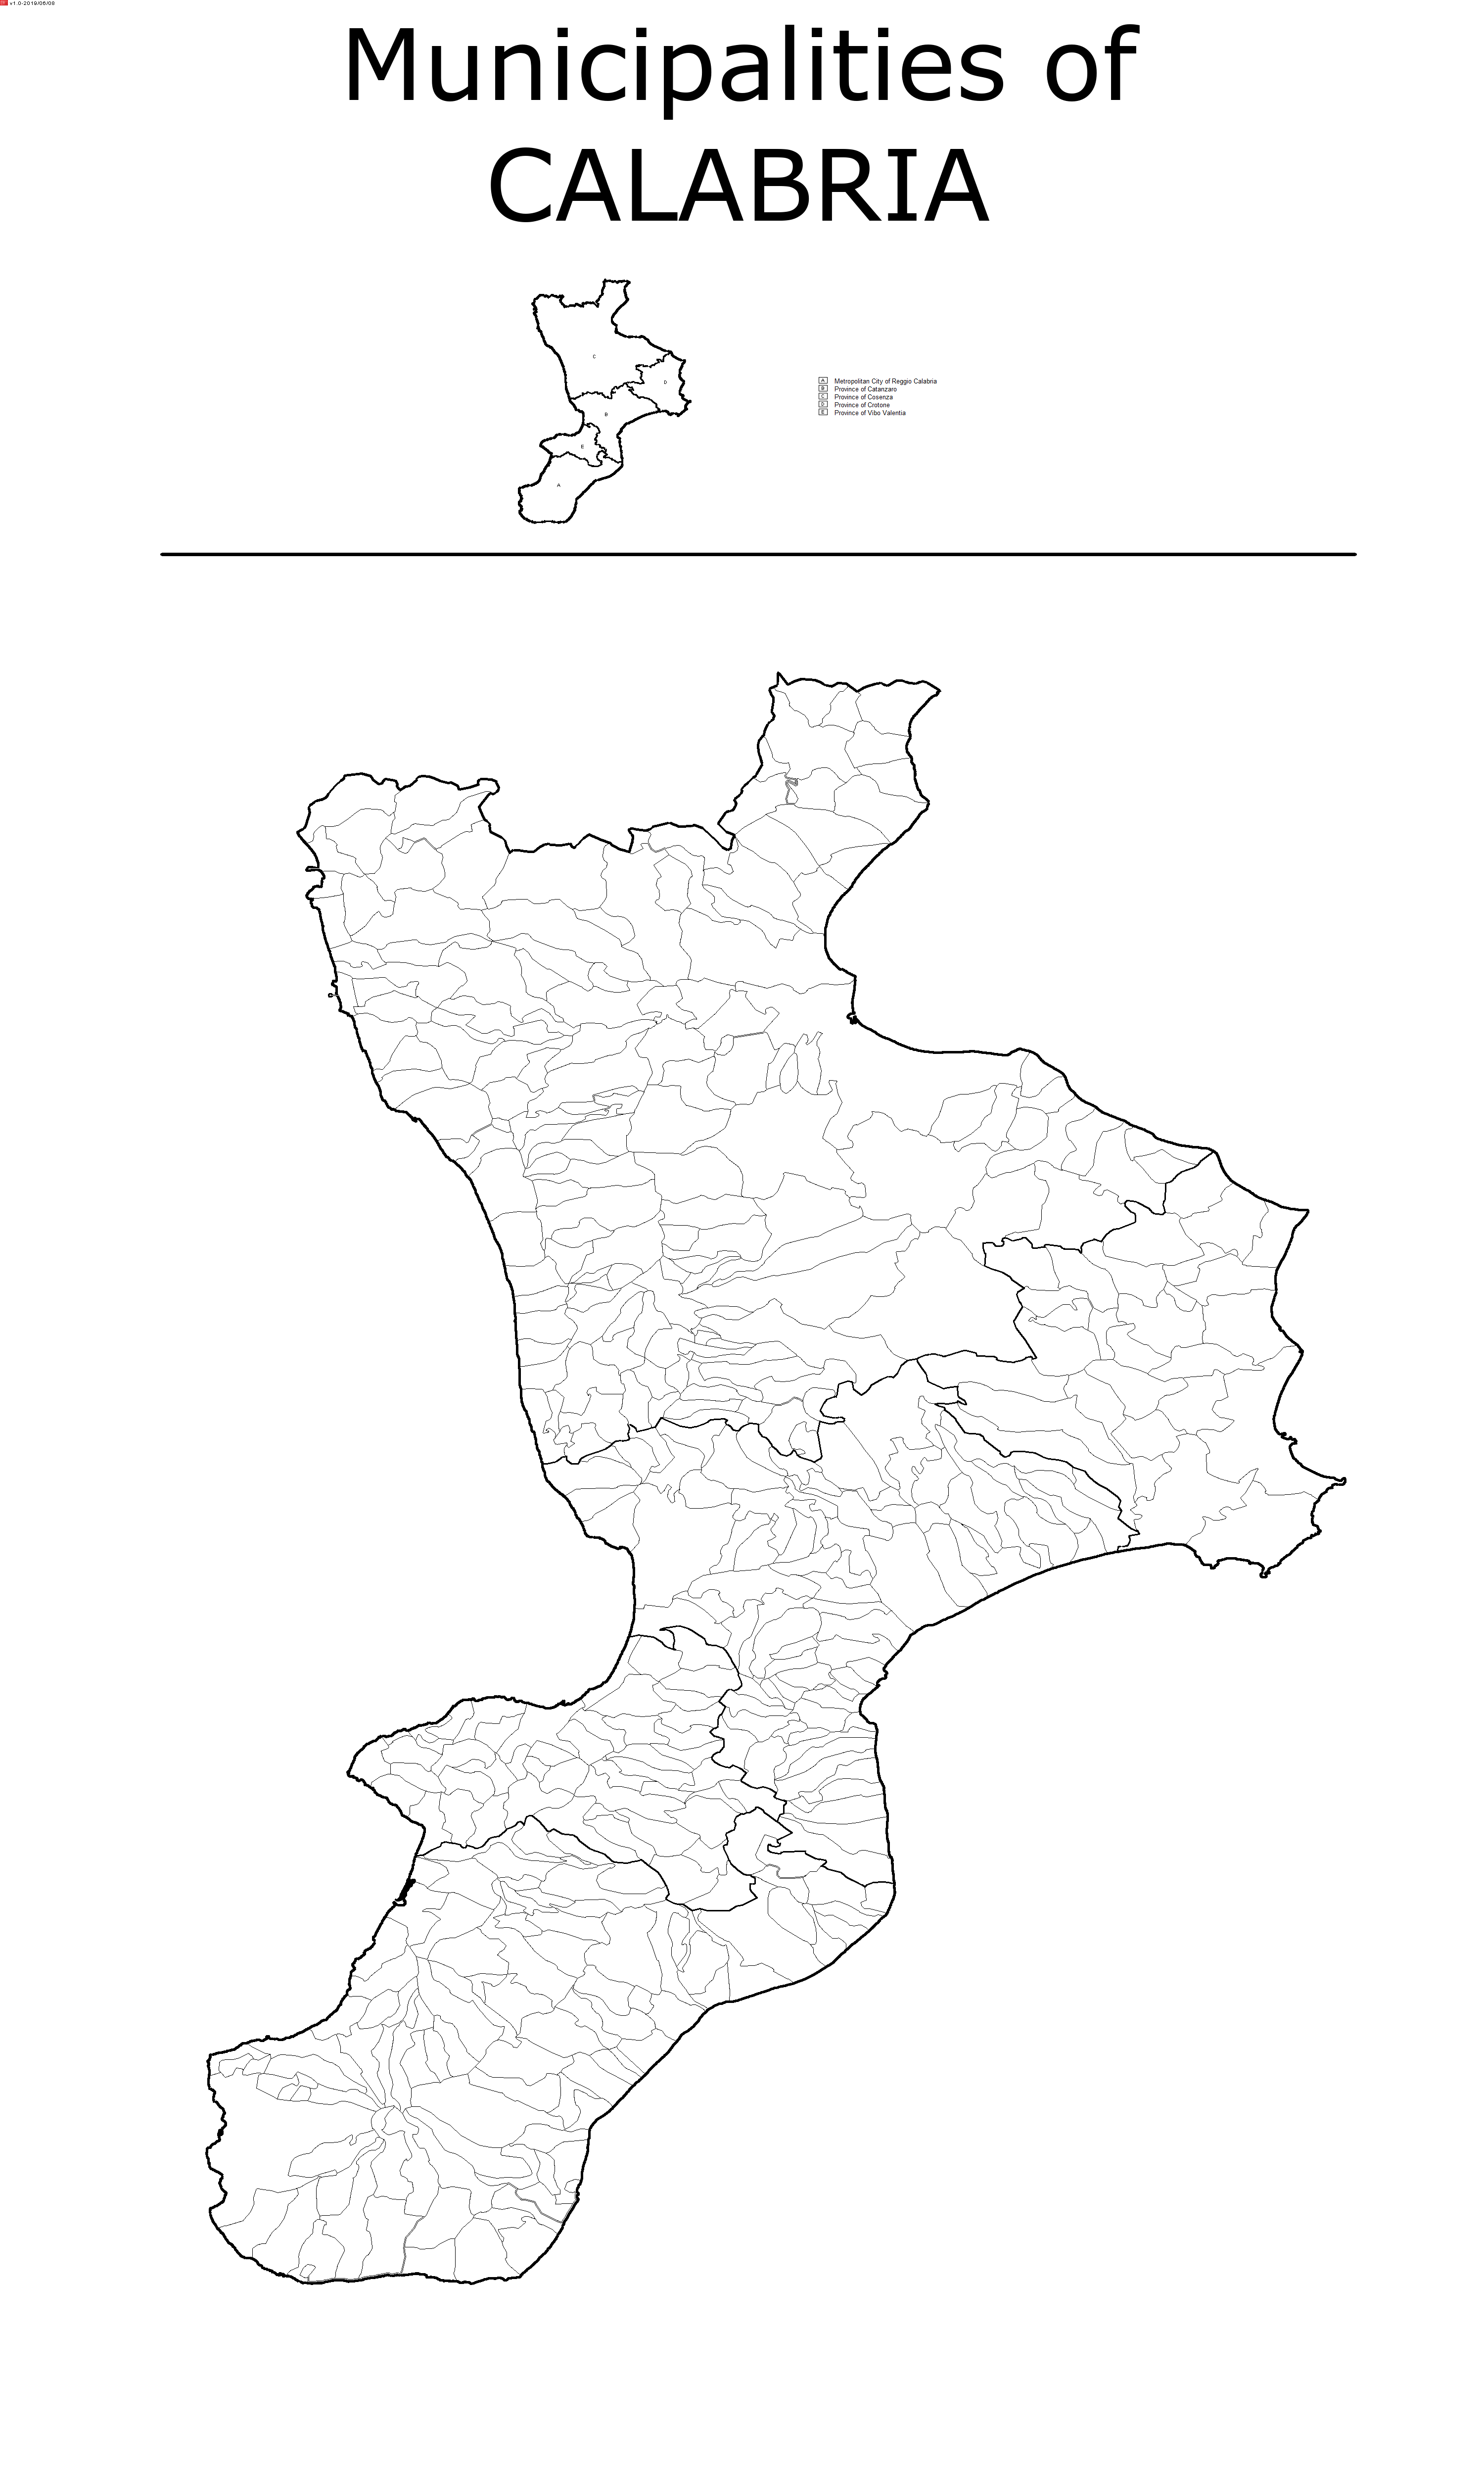 v1.0-2019/06/08
Municipalities of
CALABRIA
C
D
B
E
A
A Metropolitan City of Reggio Calabria
B Province of Catanzaro
C Province of Cosenza
D Province of Crotone
E Province of Vibo Valentia